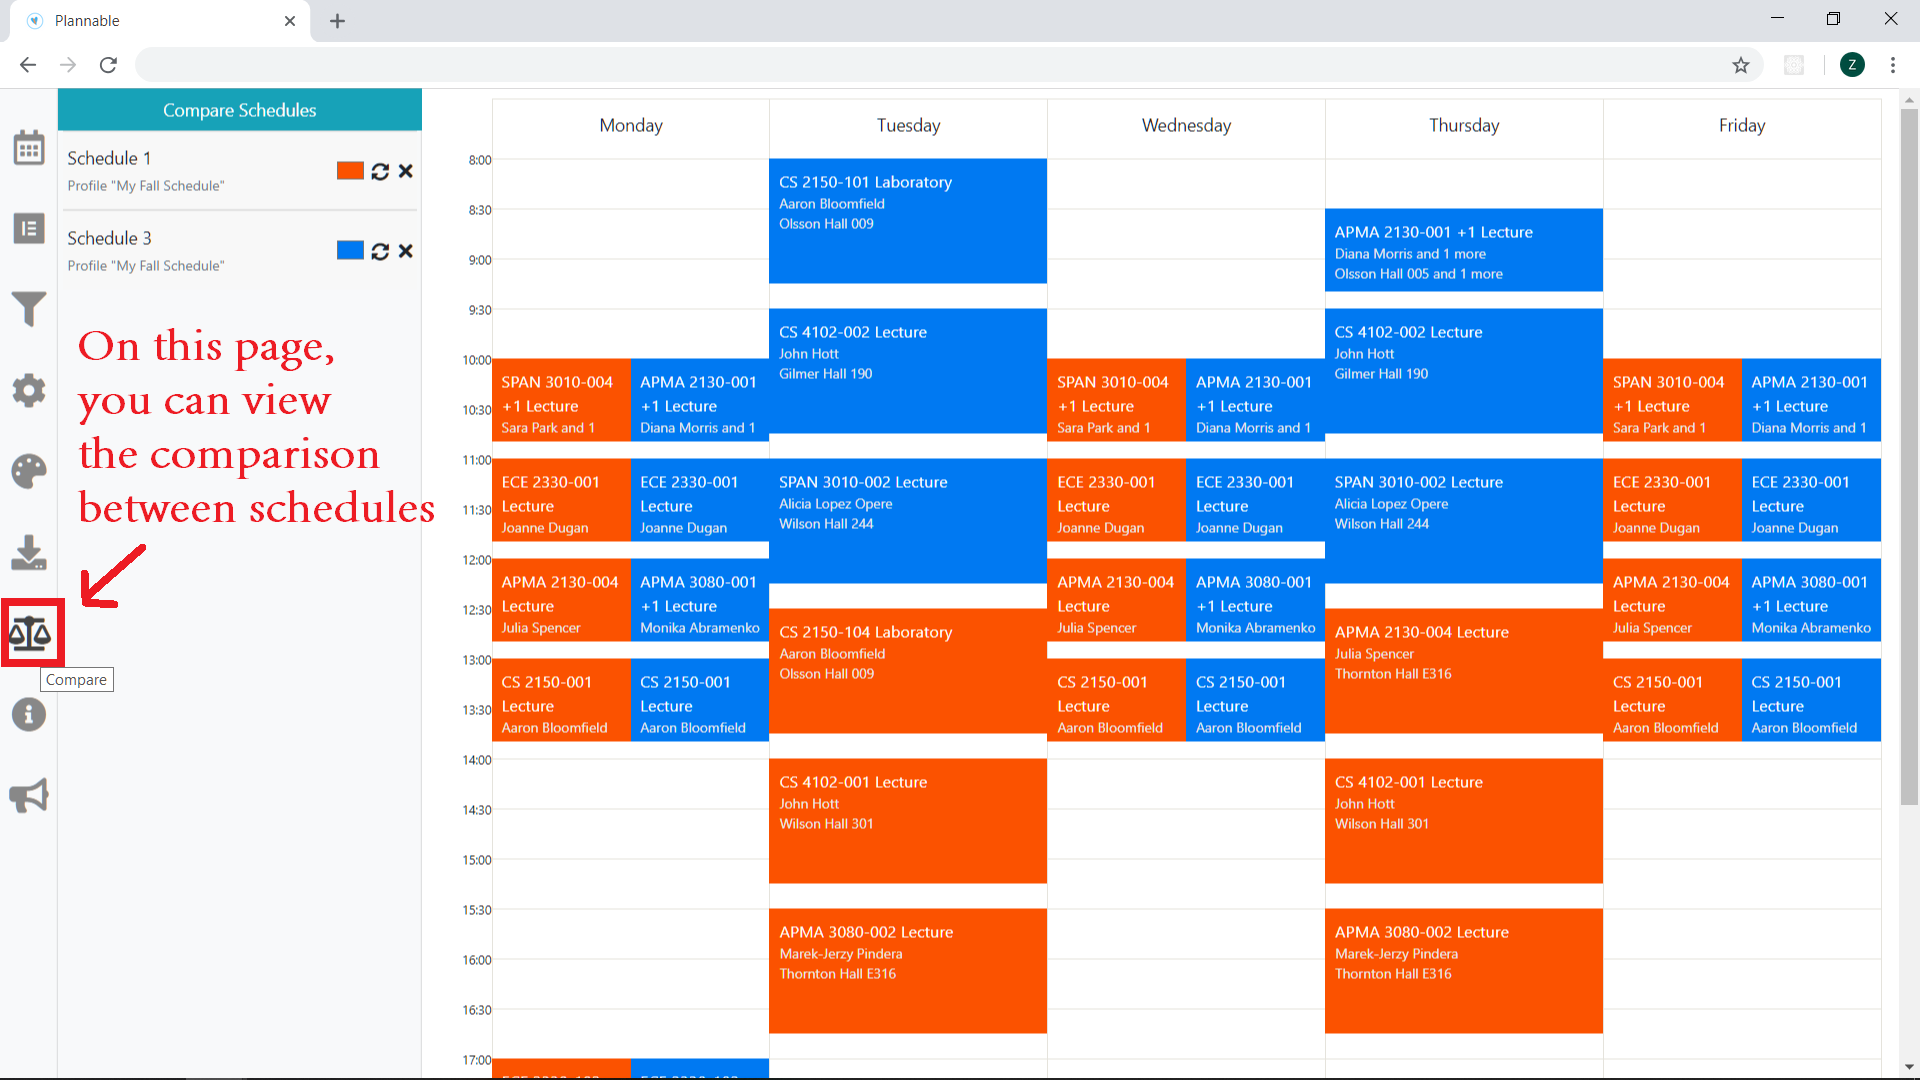 Plannable
Z
Compare Schedules
Schedule 1
Profile "My Fall Schedule"
Schedule 3
Profile "My Fall Schedule"
On this page,
you can view
the comparison
between schedules
Compare
Monday
Tuesday
Wednesday
Thursday
Friday
8:00
8:30
9:00
9:30
10:00
10:30
11:00
11:30
12:00
12:30
13:00
13:30
14:00
14:30
15:00
15:30
16:00
16:30
17:00
SPAN 3010-004
+1 Lecture
Sara Park and 1
APMA 2130-001
+1 Lecture
Diana Morris and 1
ECE 2330-001
Lecture
Joanne Dugan
ECE 2330-001
Lecture
Joanne Dugan
APMA 2130-004
Lecture
Julia Spencer
APMA 3080-001
+1 Lecture
Monika Abramenko
CS 2150-001
Lecture
Aaron Bloomfield
CS 2150-001
Lecture
Aaron Bloomfield
CS 2150-101 Laboratory
Aaron Bloomfield
Olsson Hall 009
CS 4102-002 Lecture
John Hott
Gilmer Hall 190
SPAN 3010-002 Lecture
Alicia Lopez Opere
Wilson Hall 244
CS 2150-104 Laboratory
Aaron Bloomfield
Olsson Hall 009
CS 4102-001 Lecture
John Hott
Wilson Hall 301
APMA 3080-002 Lecture
Marek-Jerzy Pindera
Thornton Hall E316
SPAN 3010-004
+1 Lecture
Sara Park and 1
APMA 2130-001
+1 Lecture
Diana Morris and 1
ECE 2330-001
Lecture
Joanne Dugan
ECE 2330-001
Lecture
Joanne Dugan
APMA 2130-004
Lecture
Julia Spencer
APMA 3080-001
+1 Lecture
Monika Abramenko
CS 2150-001
Lecture
Aaron Bloomfield
CS 2150-001
Lecture
Aaron Bloomfield
APMA 2130-001 +1 Lecture
Diana Morris and 1 more
Olsson Hall 005 and 1 more
CS 4102-002 Lecture
John Hott
Gilmer Hall 190
SPAN 3010-002 Lecture
Alicia Lopez Opere
Wilson Hall 244
APMA 2130-004 Lecture
Julia Spencer
Thornton Hall E316
CS 4102-001 Lecture
John Hott
Wilson Hall 301
APMA 3080-002 Lecture
Marek-Jerzy Pindera
Thornton Hall E316
SPAN 3010-004
+1 Lecture
Sara Park and 1
APMA 2130-001
+1 Lecture
Diana Morris and 1
ECE 2330-001
Lecture
Joanne Dugan
ECE 2330-001
Lecture
Joanne Dugan
APMA 2130-004
Lecture
Julia Spencer
APMA 3080-001
+1 Lecture
Monika Abramenko
CS 2150-001
Lecture
Aaron Bloomfield
CS 2150-001
Lecture
Aaron Bloomfield